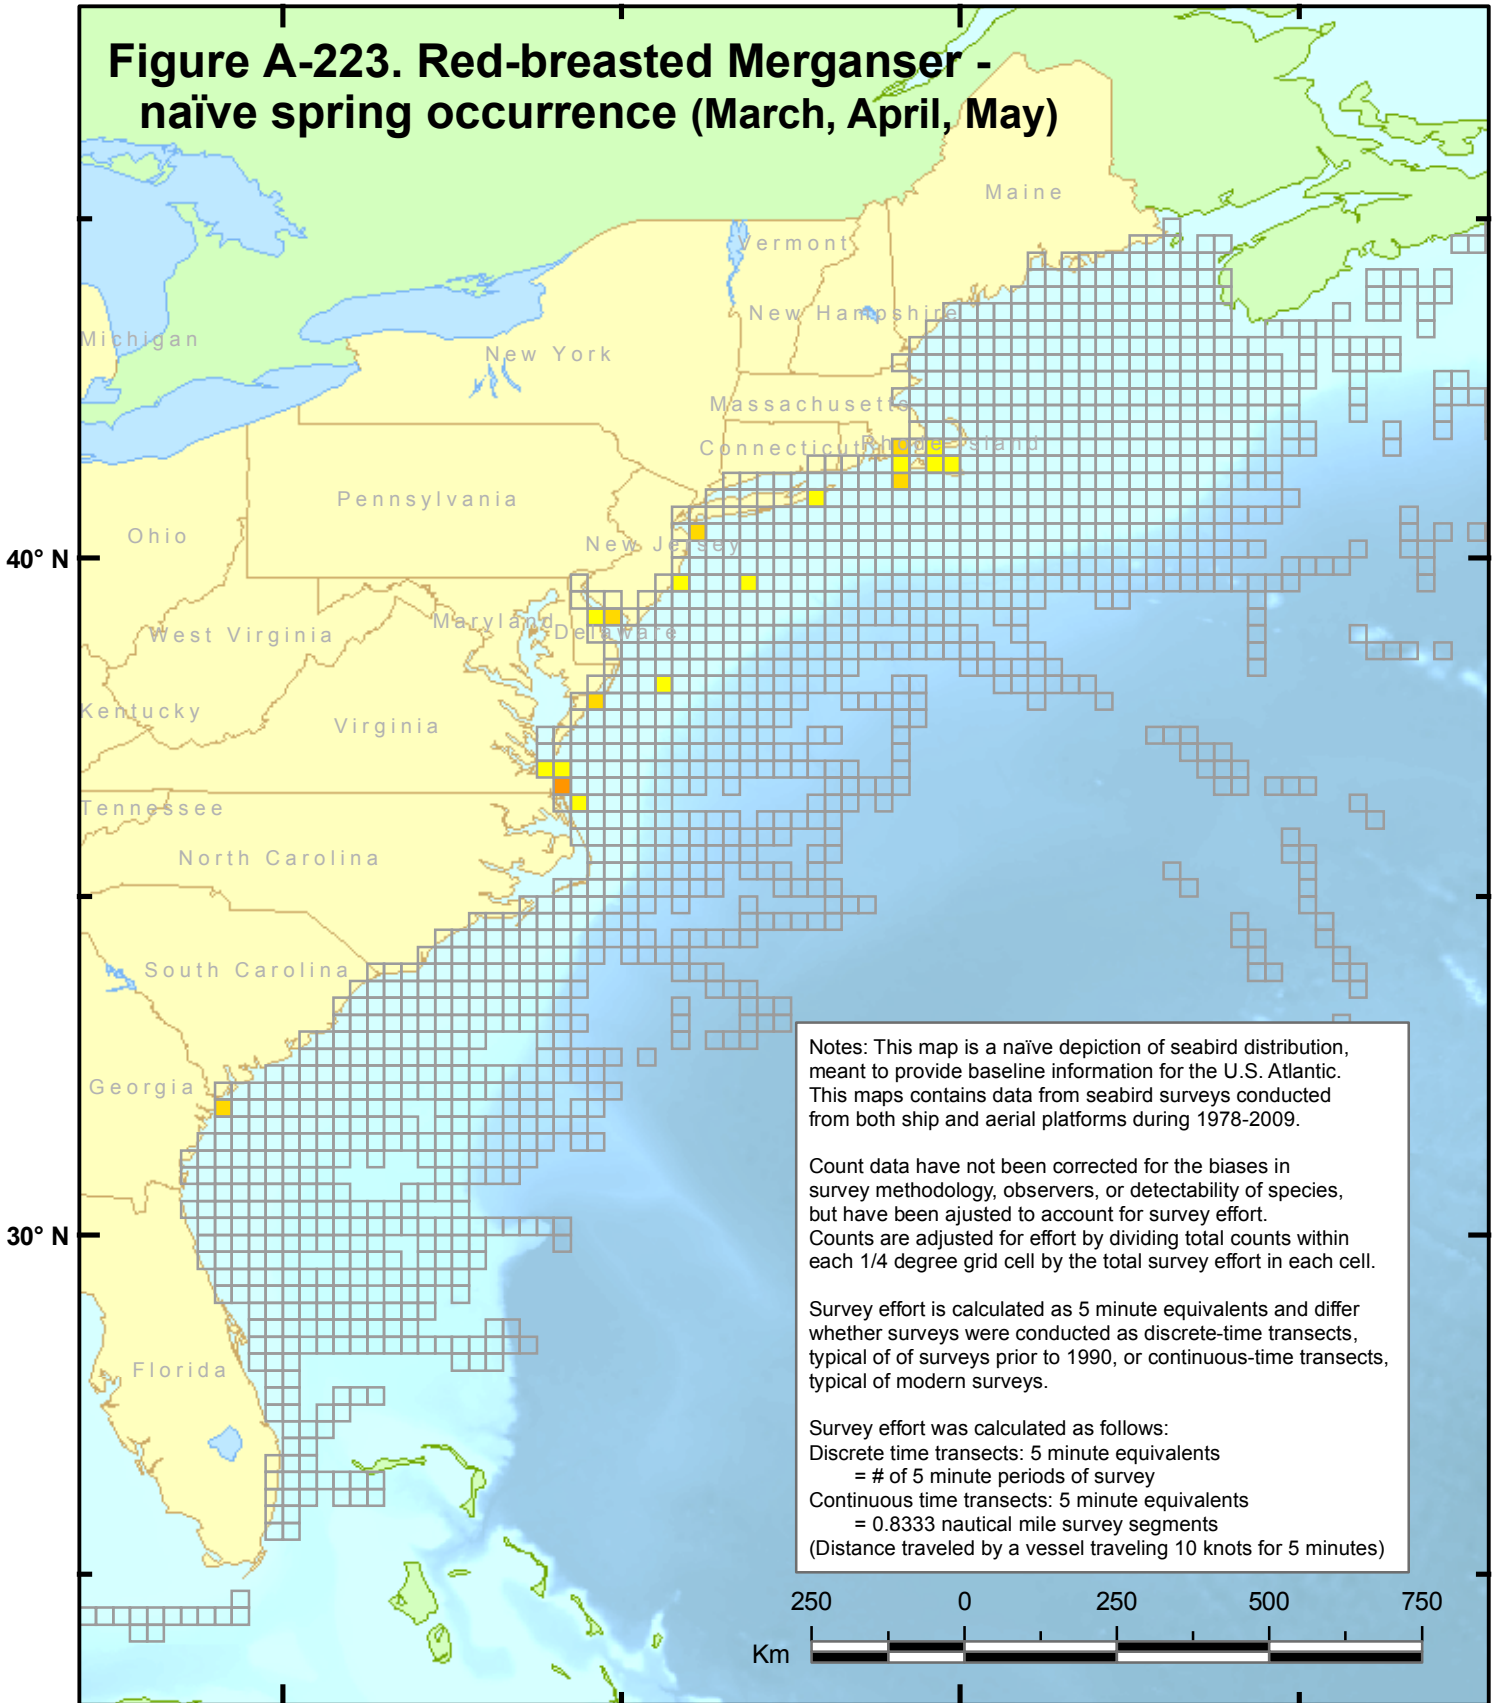 Figure A-223. Red-breasted Merganser -
naïve spring occurrence (March, April, May)
Maine
Vermont
New Hampshire
Michigan
New York
Massachusetts
Connecticut
Rhode Island
Pennsylvania
Ohio
New Jersey
40° N
Maryland
Delaware
West Virginia
Kentucky
Virginia
Tennessee
North Carolina
South Carolina
Georgia
30° N
Florida
Notes: This map is a naïve depiction of seabird distribution,
meant to provide baseline information for the U.S. Atlantic.
This maps contains data from seabird surveys conducted
from both ship and aerial platforms during 1978-2009.
Count data have not been corrected for the biases in
survey methodology, observers, or detectability of species,
but have been ajusted to account for survey effort.
Counts are adjusted for effort by dividing total counts within
each 1/4 degree grid cell by the total survey effort in each cell.
Survey effort is calculated as 5 minute equivalents and differ
whether surveys were conducted as discrete-time transects,
typical of of surveys prior to 1990, or continuous-time transects,
typical of modern surveys.
Survey effort was calculated as follows:
Discrete time transects: 5 minute equivalents
= # of 5 minute periods of survey
Continuous time transects: 5 minute equivalents
= 0.8333 nautical mile survey segments
(Distance traveled by a vessel traveling 10 knots for 5 minutes)
250 0 250 500 750
Km